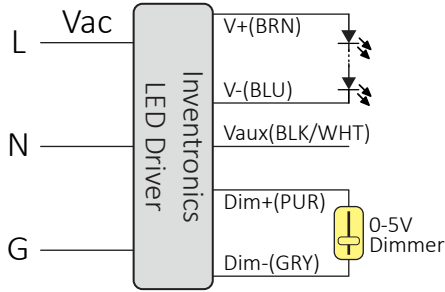 L
Vac
N
G
Inventronics
LED Driver
V+(BRN)
V-(BLU)
Vaux(BLK/WHT)
Dim+(PUR)
Dim-(GRY)
0-5V
Dimmer